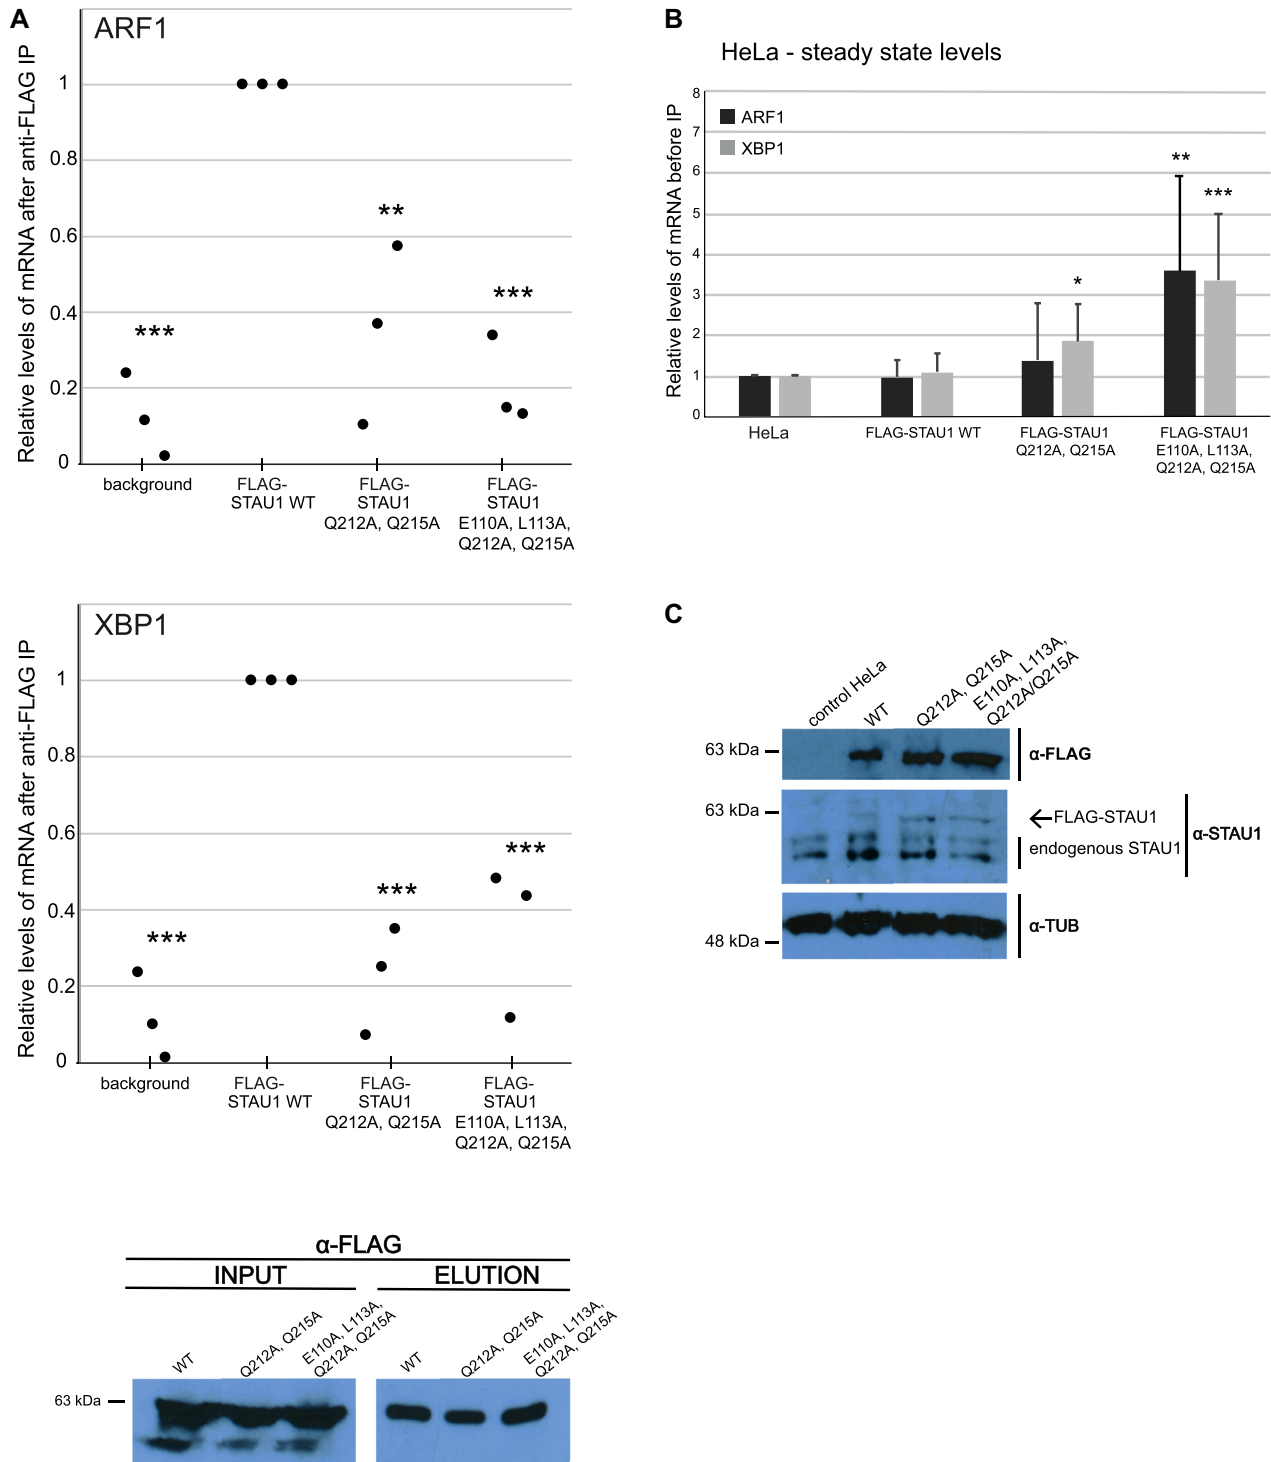 A
ARF1
Relative levels of mRNA after anti-FLAG IP
1
0.8
0.6
0.4
0.2
0
***
**
***
background
FLAG-
STAU1 WT
FLAG-
STAU1
Q212A, Q215A
FLAG-
STAU1
E110A, L113A,
Q212A, Q215A
XBP1
Relative levels of mRNA after anti-FLAG IP
1
0.8
0.6
0.4
0.2
0
***
***
***
background
FLAG-
STAU1 WT
FLAG-
STAU1
Q212A, Q215A
FLAG-
STAU1
E110A, L113A,
Q212A, Q215A
α-FLAG
INPUT
ELUTION
WT
Q212A, Q215A
E110A, L113A,
Q212A, Q215A
WT
Q212A, Q215A
E110A, L113A,
Q212A, Q215A
63 kDa
B
HeLa - steady state levels
Relative levels of mRNA before IP
8
7
6
5
4
3
2
1
0
ARF1
XBP1
*
**
***
HeLa
FLAG-STAU1 WT
FLAG-STAU1
Q212A, Q215A
FLAG-STAU1
E110A, L113A,
Q212A, Q215A
C
control HeLa
WT
Q212A, Q215A
E110A, L113A,
Q212A/Q215A
63 kDa
α-FLAG
63 kDa
FLAG-STAU1
endogenous STAU1
α-STAU1
48 kDa
α-TUB